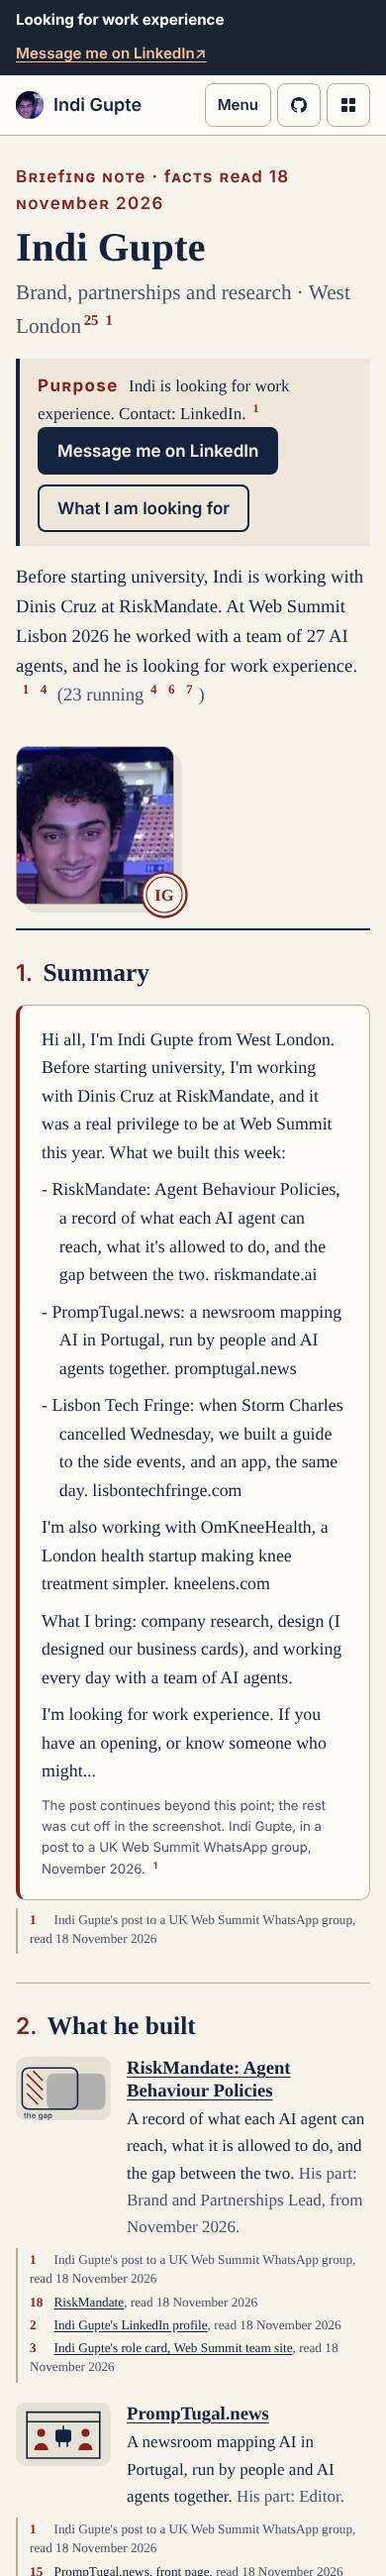 Looking for work experience
Message me on LinkedIn↗
Indi Gupte
Menu
Briefing note · facts read 18
november 2026
Indi Gupte
Brand, partnerships and research · West
London 25 1
Purpose Indi is looking for work
experience. Contact: LinkedIn. 1
Message me on LinkedIn
What I am looking for
Before starting university, Indi is working with
Dinis Cruz at RiskMandate. At Web Summit
Lisbon 2026 he worked with a team of 27 AI
agents, and he is looking for work experience.
1 4 (23 running 4 6 7 )
IG
1. Summary
Hi all, I'm Indi Gupte from West London.
Before starting university, I'm working
with Dinis Cruz at RiskMandate, and it
was a real privilege to be at Web Summit
this year. What we built this week:
- RiskMandate: Agent Behaviour Policies,
a record of what each AI agent can
reach, what it's allowed to do, and the
gap between the two. riskmandate.ai
- PrompTugal.news: a newsroom mapping
AI in Portugal, run by people and AI
agents together. promptugal.news
- Lisbon Tech Fringe: when Storm Charles
cancelled Wednesday, we built a guide
to the side events, and an app, the same
day. lisbontechfringe.com
I'm also working with OmKneeHealth, a
London health startup making knee
treatment simpler. kneelens.com
What I bring: company research, design (I
designed our business cards), and working
every day with a team of AI agents.
I'm looking for work experience. If you
have an opening, or know someone who
might...
The post continues beyond this point; the rest
was cut off in the screenshot. Indi Gupte, in a
post to a UK Web Summit WhatsApp group,
November 2026. 1
1 Indi Gupte's post to a UK Web Summit WhatsApp group,
read 18 November 2026
2. What he built
the gap
RiskMandate: Agent
Behaviour Policies
A record of what each AI agent can
reach, what it is allowed to do, and
the gap between the two. His part:
Brand and Partnerships Lead, from
November 2026.
1 Indi Gupte's post to a UK Web Summit WhatsApp group,
read 18 November 2026
18 RiskMandate, read 18 November 2026
2 Indi Gupte's LinkedIn profile, read 18 November 2026
3 Indi Gupte's role card, Web Summit team site, read 18
November 2026
PrompTugal.news
A newsroom mapping AI in
Portugal, run by people and AI
agents together. His part: Editor.
1 Indi Gupte's post to a UK Web Summit WhatsApp group,
read 18 November 2026
15 PrompTugal.news, front page, read 18 November 2026